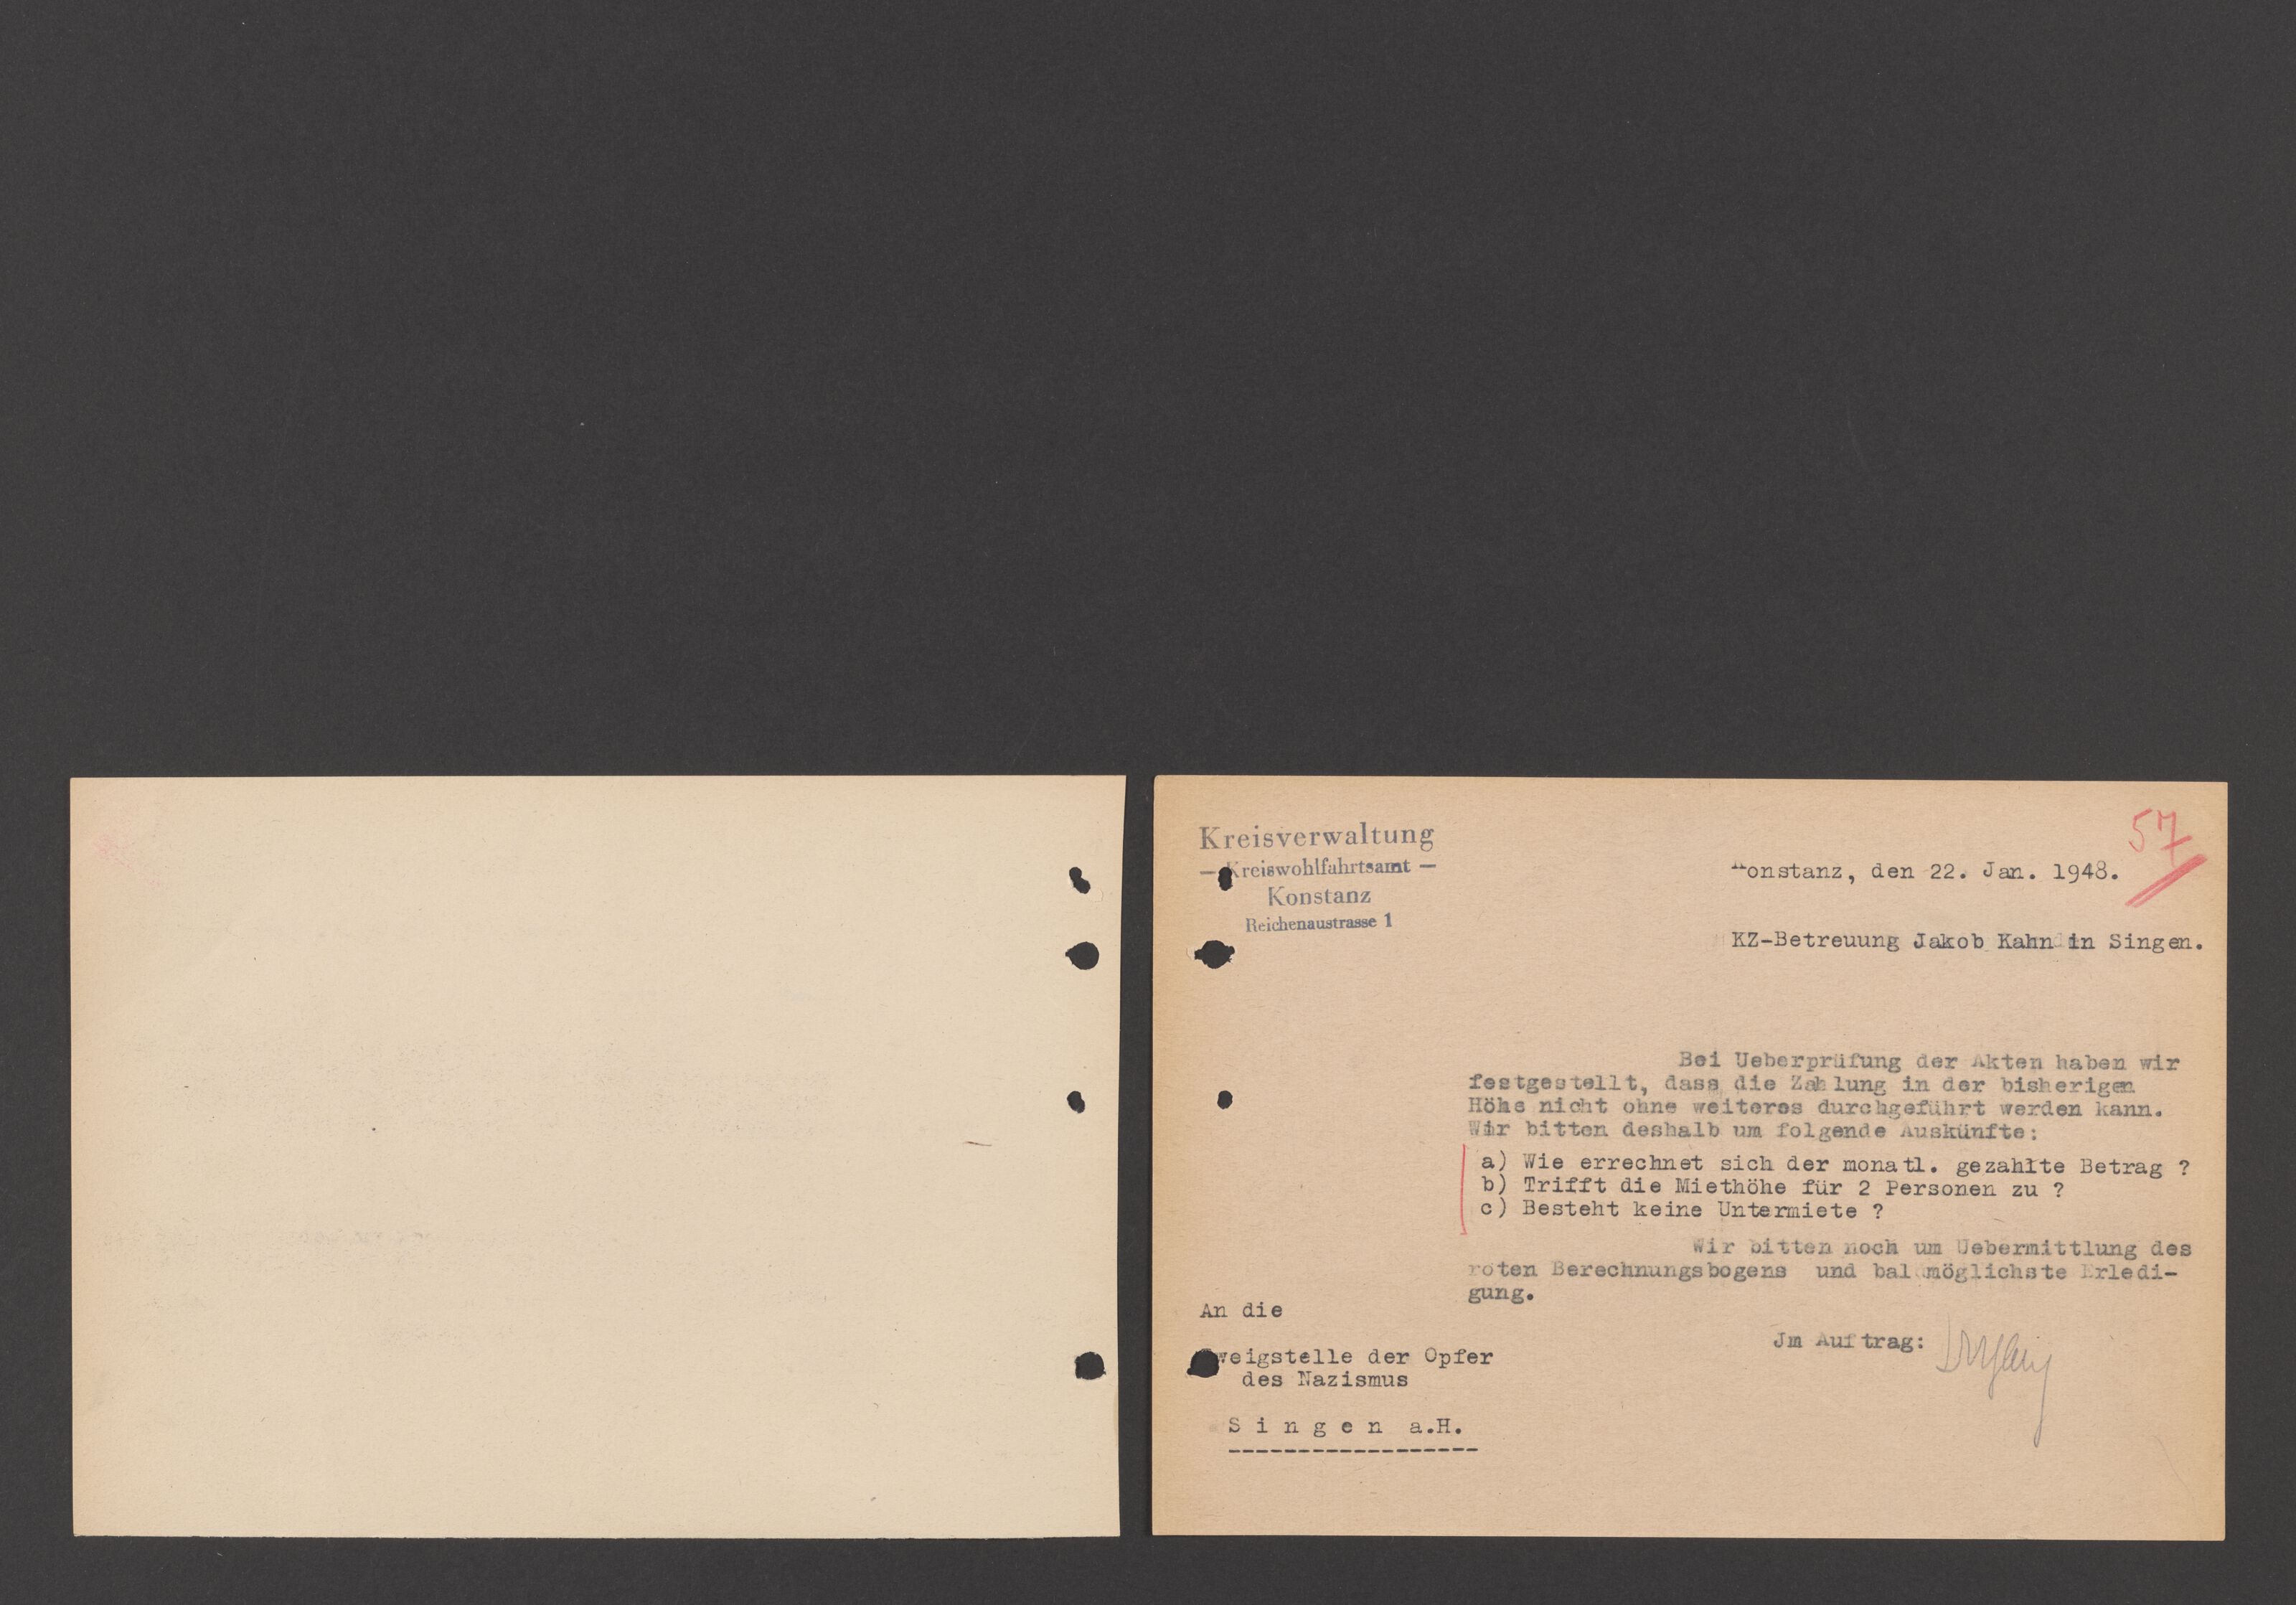 57
Kreisverwaltung
— Kreiswohlfahrtsamt —
Konstanz
Reichenaustrasse 1
Konstanz, den 22. Jan. 1948.
KZ-Betreuung Jakob Kahn in Singen.
Bei Ueberprüfung der Akten haben wir
festgestellt, dass die Zahlung in der bisherigen
Höhe nicht ohne weiteres durchgeführt werden kann.
Wir bitten deshalb um folgende Auskünfte:
a) Wie errechnet sich der monatl. gezahlte Betrag ?
b) Trifft die Miethöhe für 2 Personen zu ?
c) Besteht keine Untermiete ?
Wir bitten noch um Uebermittlung des
roten Berechnungsbogens und baldmöglichste Erledi-
gung.
An die
Zweigstelle der Opfer
des Nazismus
Singen a.H.
Jm Auftrag: